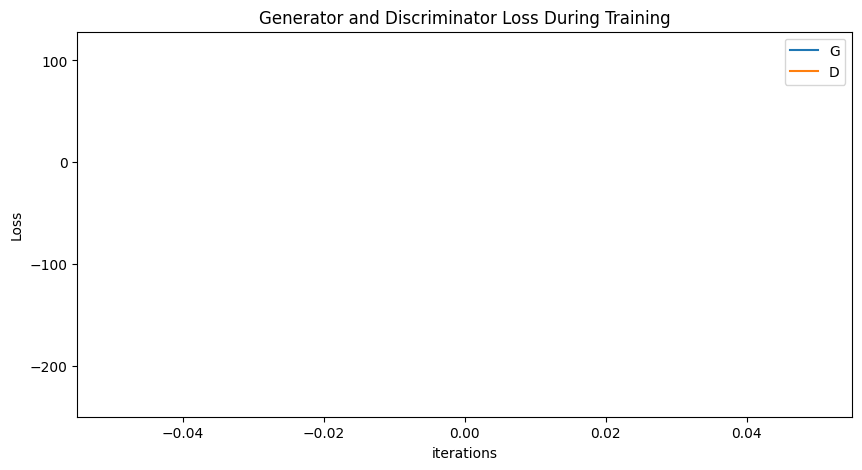 Generator and Discriminator Loss During Training
G
D
100
0
−100
−200
Loss
−0.04
−0.02
0.00
0.02
0.04
iterations